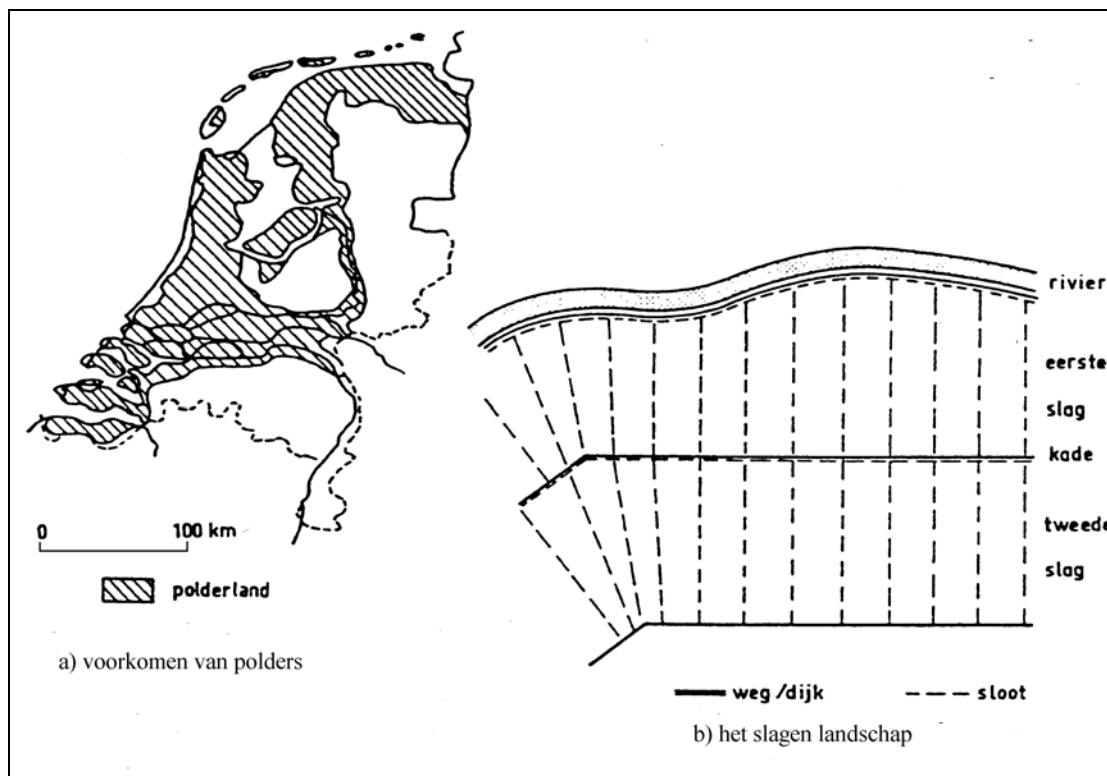 0 100 km
polderland
a) voorkomen van polders
rivier
eerste
slag
kade
tweede
slag
weg/dijk sloot
b) het slagen landschap